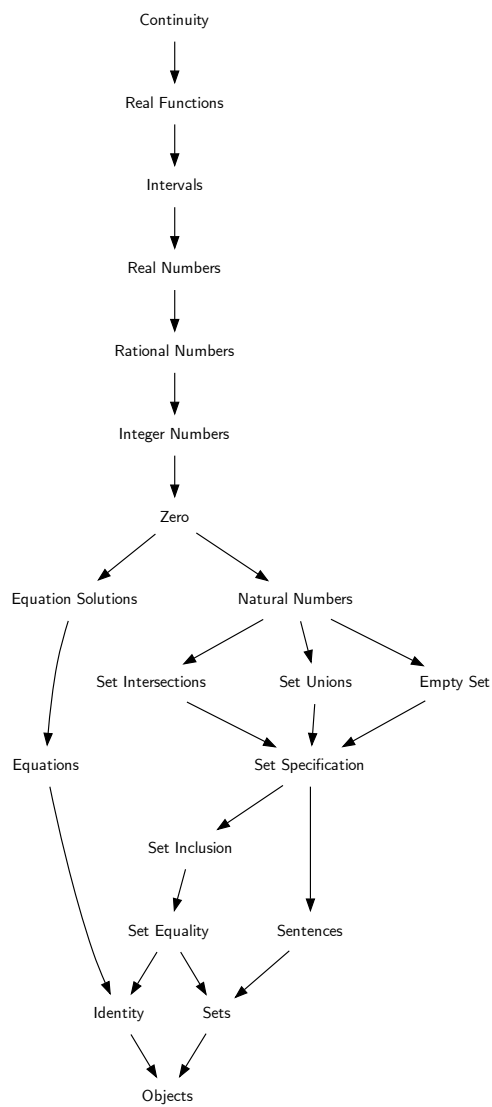 Continuity
Real Functions
Intervals
Real Numbers
Rational Numbers
Integer Numbers
Zero
Equation Solutions
Natural Numbers
Set Intersections
Set Unions
Empty Set
Equations
Set Specification
Set Inclusion
Set Equality
Sentences
Identity
Sets
Objects